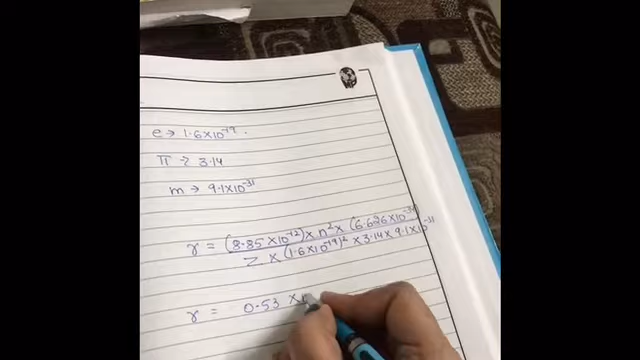 e → 1.6×10⁻¹⁹.
π → 3.14
m → 9.1×10⁻³¹
r = (8.85×10⁻¹²)×n²×(6.626×10⁻³⁴
Z × (1.6×10⁻¹⁹)² × 3.14 × 9.1×10⁻³¹
r = 0.53 ×